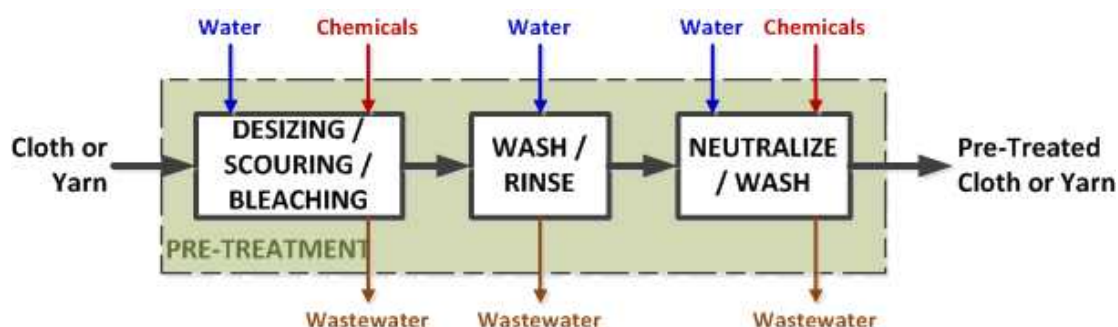 Water Chemicals Water Water Chemicals
Cloth or
Yarn
DESIZING /
SCOURING /
BLEACHING
WASH /
RINSE
NEUTRALIZE
/ WASH
Pre-Treated
Cloth or Yarn
PRE-TREATMENT
Wastewater Wastewater Wastewater